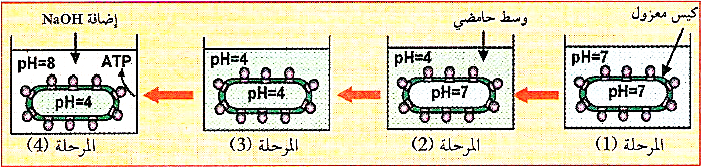 كيس معزول
pH=7
pH=7
المرحلة (1)
وسط حامضي
pH=4
pH=7
المرحلة (2)
pH=4
pH=4
المرحلة (3)
إضافة NaOH
pH=8
ATP
pH=4
المرحلة (4)